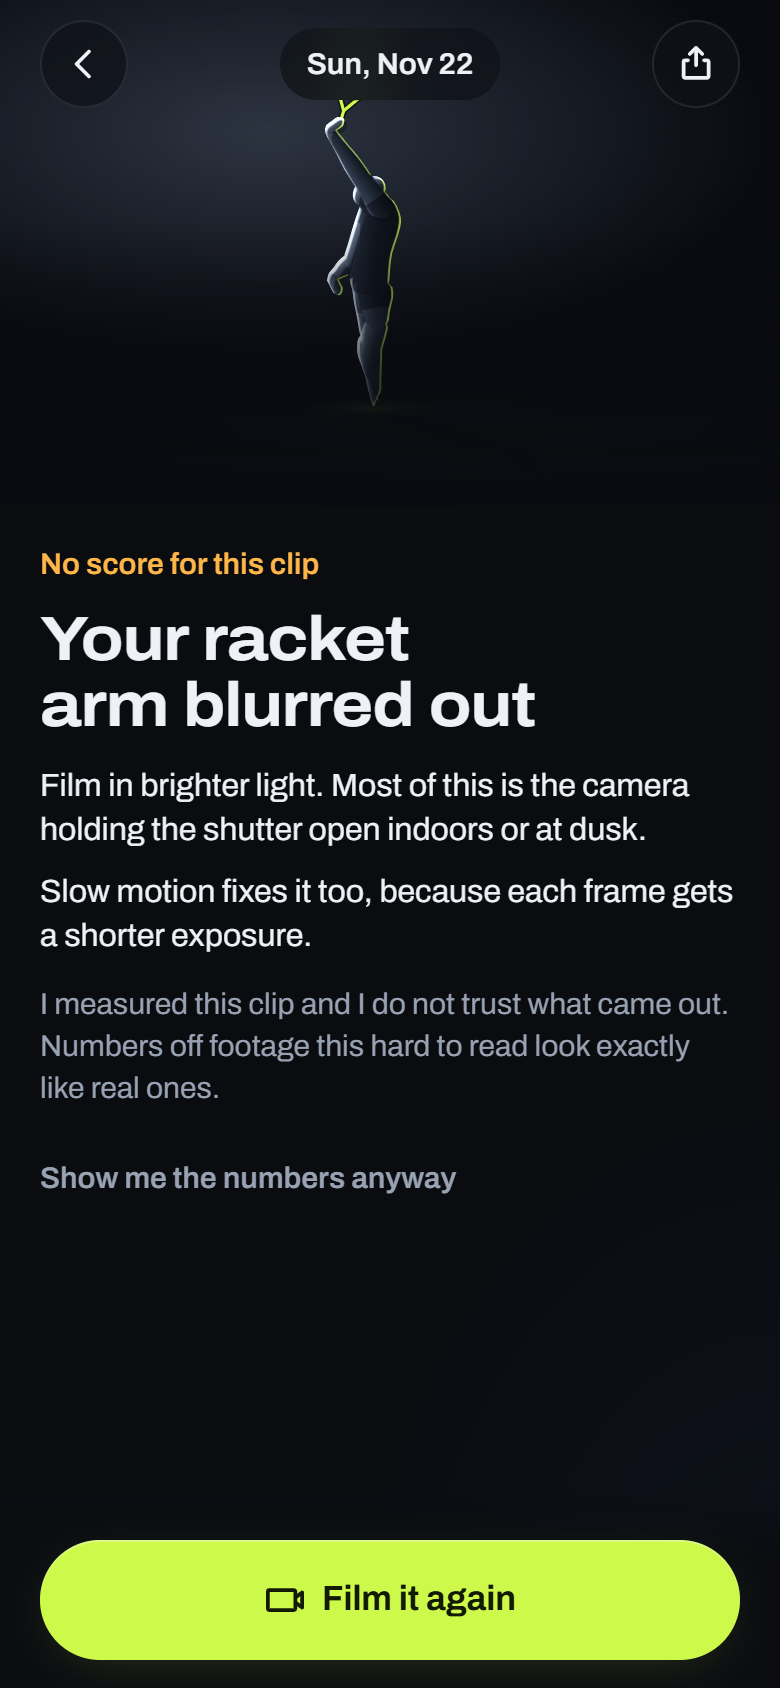 Sun, Nov 22
No score for this clip
Your racket
arm blurred out
Film in brighter light. Most of this is the camera
holding the shutter open indoors or at dusk.
Slow motion fixes it too, because each frame gets
a shorter exposure.
I measured this clip and I do not trust what came out.
Numbers off footage this hard to read look exactly
like real ones.
Show me the numbers anyway
Film it again